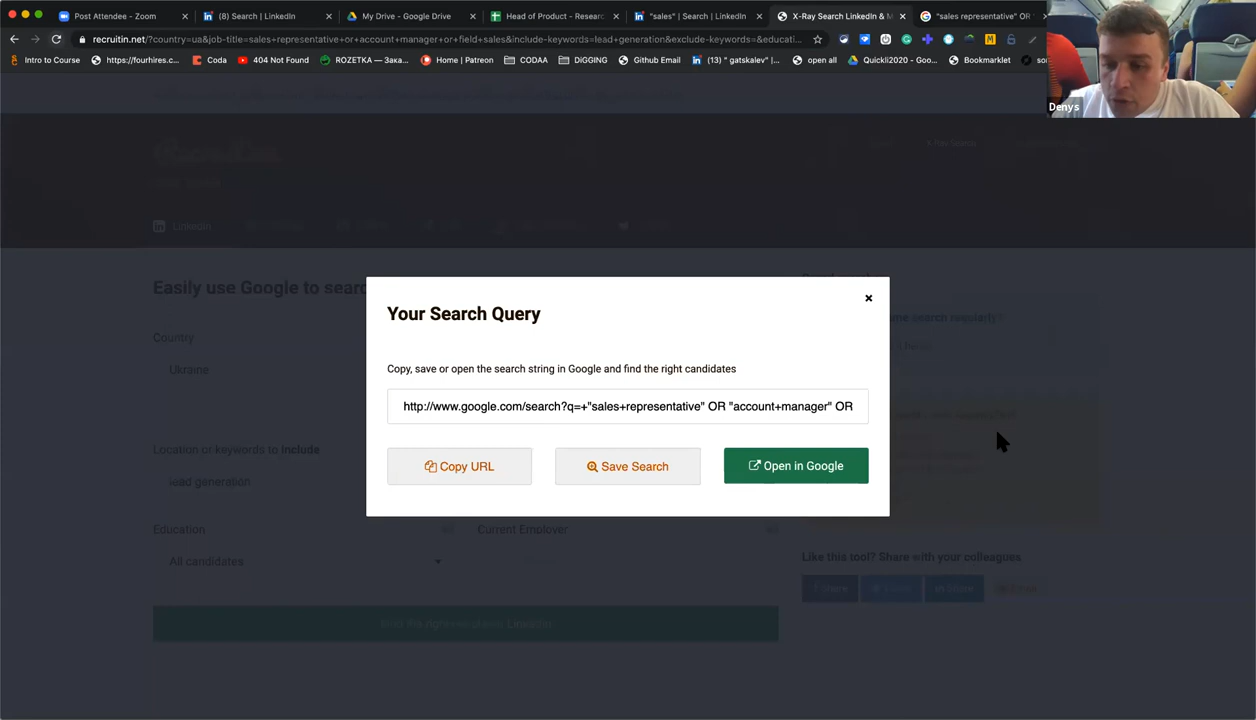 Post Attendee - Zoom
(8) Search | LinkedIn
My Drive - Google Drive
Head of Product - Researc
"sales" | Search | LinkedIn
X-Ray Search LinkedIn & M
"sales representative" OR "
recruitin.net/?country=ua&job-title=sales+representative+or+account+manager+or+field+sales&include-keywords=lead+generation&exclude-keywords=&educati...
Intro to Course
https://fourhires.c...
Coda
404 Not Found
ROZETKA — Зака...
Home | Patreon
CODAA
DiGGING
Github Email
(13) " gatskalev" |...
open all
Quickli2020 - Goo...
Bookmarklet
Denys
LinkedIn
Easily use Google to searc
Country
Ukraine
Location or keywords to include
lead generation
Education
Current Employer
All candidates
Your Search Query
Copy, save or open the search string in Google and find the right candidates
http://www.google.com/search?q=+"sales+representative" OR "account+manager" OR
Copy URL
Save Search
Open in Google
Like this tool? Share with your colleagues